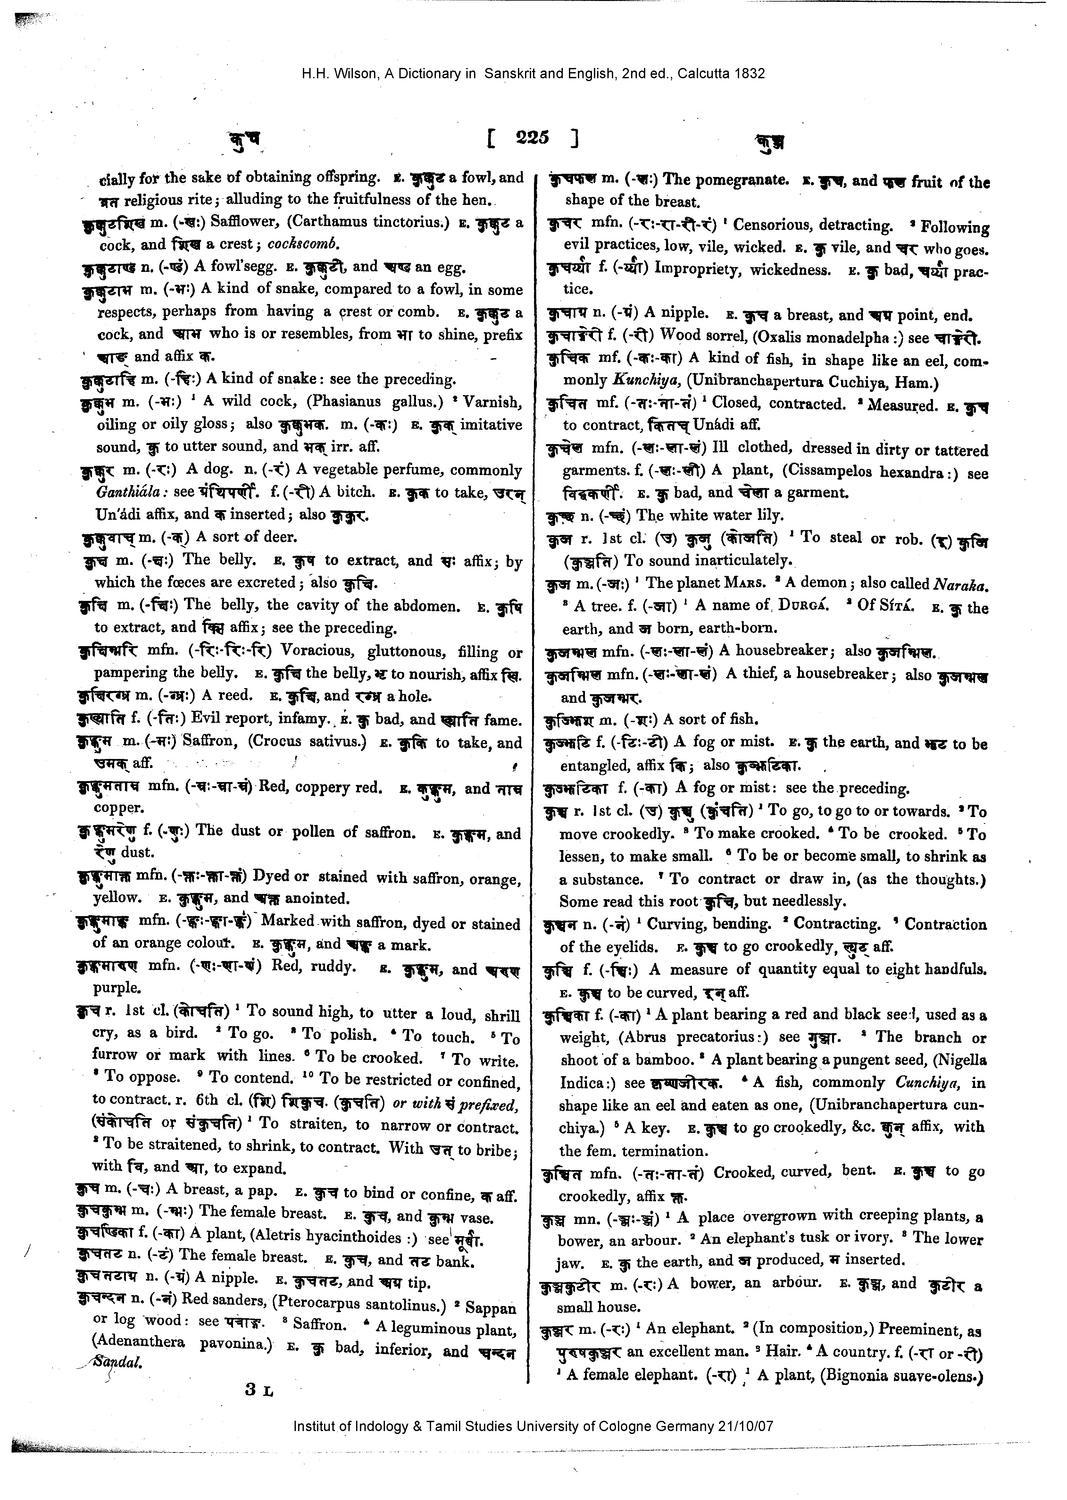 H.H. Wilson, A Dictionary in Sanskrit and English, 2nd ed., Calcutta 1832
कुच [ 225 ] कुञ्ज
cially for the sake of obtaining offspring. E. कुक्कुट a fowl, and
व्रत religious rite; alluding to the fruitfulness of the hen.
कुक्कुटशिख m. (-खः) Safflower, (Carthamus tinctorius.) E. कुक्कुट a
cock, and शिखा a crest; cockscomb.
कुक्कुटाण्ड n. (-ण्डं) A fowl'segg. E. कुक्कुटी, and अण्ड an egg.
कुक्कुटाभ m. (-भः) A kind of snake, compared to a fowl, in some
respects, perhaps from having a crest or comb. E. कुक्कुट a
cock, and आभ who is or resembles, from भा to shine, prefix
आङ् and affix क.
कुक्कुटाहि m. (-हिः) A kind of snake: see the preceding.
कुक्कुभ m. (-भः) ¹ A wild cock, (Phasianus gallus.) ² Varnish,
oiling or oily gloss; also कुक्कुभक. m. (-कः) E. कुक् imitative
sound, कु to utter sound, and भक् irr. aff.
कुक्कुर m. (-रः) A dog. n. (-रं) A vegetable perfume, commonly
Ganthiála: see ग्रंथिपर्णी. f. (-री) A bitch. E. कुक to take, उरन्
Un'ádi affix, and क inserted; also कुकुर.
कुक्कुवाच् m. (-क्) A sort of deer.
कुक्ष m. (-क्षः) The belly. E. कुष to extract, and सः affix; by
which the fœces are excreted; also कुक्षि.
कुक्षि m. (-क्षिः) The belly, the cavity of the abdomen. E. कुषि
to extract, and क्सि affix; see the preceding.
कुक्षिम्भरि mfn. (-रिः-रिः-रि) Voracious, gluttonous, filling or
pampering the belly. E. कुक्षि the belly, भृ to nourish, affix खि.
कुक्षिरन्ध्र m. (-न्ध्रः) A reed. E. कुक्षि, and रन्ध्र a hole.
कुख्याति f. (-तिः) Evil report, infamy. E. कु bad, and ख्याति fame.
कुङ्कुम m. (-मः) Saffron, (Crocus sativus.) E. कुकि to take, and
उमक् aff.
कुङ्कुमताम्र mfn. (-म्रः-म्रा-म्रं) Red, coppery red. E. कुङ्कुम, and ताम्र
copper.
कुङ्कुमरेणु f. (-णुः) The dust or pollen of saffron. E. कुङ्कुम, and
रेणु dust.
कुङ्कुमाक्त mfn. (-क्तः-क्ता-क्तं) Dyed or stained with saffron, orange,
yellow. E. कुङ्कुम, and अक्त anointed.
कुङ्कुमाङ्क mfn. (-ङ्कः-ङ्का-ङ्कं) Marked with saffron, dyed or stained
of an orange colour. E. कुङ्कुम, and अङ्क a mark.
कुङ्कुमारुण mfn. (-णः-णा-णं) Red, ruddy. E. कुङ्कुम, and अरुण
purple.
कुच r. 1st cl. (कोचति) ¹ To sound high, to utter a loud, shrill
cry, as a bird. ² To go. ³ To polish. ⁴ To touch. ⁵ To
furrow or mark with lines. ⁶ To be crooked. ⁷ To write.
⁸ To oppose. ⁹ To contend. ¹⁰ To be restricted or confined,
to contract. r. 6th cl. (शि) शिकुच. (कुचति) or with सं prefixed,
(संकोचति or संकुचति) ¹ To straiten, to narrow or contract.
² To be straitened, to shrink, to contract. With उत् to bribe;
with वि, and आ, to expand.
कुच m. (-चः) A breast, a pap. E. कुच to bind or confine, क aff.
कुचकुम्भ m. (-म्भः) The female breast. E. कुच, and कुम्भ vase.
कुचण्डिका f. (-का) A plant, (Aletris hyacinthoides :) see मूर्व्वा.
कुचतट n. (-टं) The female breast. E. कुच, and तट bank.
कुचतटाग्र n. (-ग्रं) A nipple. E. कुचतट, and अग्र tip.
कुचन्दन n. (-नं) Red sanders, (Pterocarpus santolinus.) ² Sappan
or log wood: see पत्राङ्ग. ³ Saffron. ⁴ A leguminous plant,
(Adenanthera pavonina.) E. कु bad, inferior, and चन्दन
Sandal.
3 L
कुचफल m. (-लः) The pomegranate. E. कुच, and फल fruit of the
shape of the breast.
कुचर mfn. (-रः-रा-री-रं) ¹ Censorious, detracting. ² Following
evil practices, low, vile, wicked. E. कु vile, and चर who goes.
कुचर्य्या f. (-र्य्या) Impropriety, wickedness. E. कु bad, चर्य्या prac-
tice.
कुचाग्र n. (-ग्रं) A nipple. E. कुच a breast, and अग्र point, end.
कुचाङ्गेरी f. (-री) Wood sorrel, (Oxalis monadelpha :) see चाङ्गेरी.
कुचिक mf. (-कः-का) A kind of fish, in shape like an eel, com-
monly Kunchiya, (Unibranchapertura Cuchiya, Ham.)
कुचित mf. (-तः-ता-तं) ¹ Closed, contracted. ² Measured. E. कुच
to contract, कितच् Unádi aff.
कुचेल mfn. (-लः-ला-लं) Ill clothed, dressed in dirty or tattered
garments. f. (-लः-ली) A plant, (Cissampelos hexandra :) see
विद्धकर्णी. E. कु bad, and चेल a garment.
कुच्छ n. (-च्छं) The white water lily.
कुज r. 1st cl. (उ) कुजु (कोजति) ¹ To steal or rob. (इ) कुजि
(कुञ्जति) To sound inarticulately.
कुज m. (-जः) ¹ The planet MARS. ² A demon; also called Naraka.
³ A tree. f. (-जा) ¹ A name of DURGÁ. ² Of SÍTÁ. E. कु the
earth, and ज born, earth-born.
कुजम्भल mfn. (-लः-ला-लं) A housebreaker; also कुजम्भिल.
कुजम्भिल mfn. (-लः-ला-लं) A thief, a housebreaker; also कुजम्भल
and कुजम्भर.
कुज्झिश m. (-शः) A sort of fish.
कुज्झटि f. (-टिः-टी) A fog or mist. E. कु the earth, and झट to be
entangled, affix कि; also कुज्झटिका.
कुज्झटिका f. (-का) A fog or mist: see the preceding.
कुञ्च r. 1st cl. (उ) कुञ्चु (कुंचति) ¹ To go, to go to or towards. ² To
move crookedly. ³ To make crooked. ⁴ To be crooked. ⁵ To
lessen, to make small. ⁶ To be or become small, to shrink as
a substance. ⁷ To contract or draw in, (as the thoughts.)
Some read this root कुचि, but needlessly.
कुञ्चन n. (-नं) ¹ Curving, bending. ² Contracting. ³ Contraction
of the eyelids. E. कुञ्च to go crookedly, ल्युट् aff.
कुञ्चि f. (-ञ्चिः) A measure of quantity equal to eight handfuls.
E. कुञ्च to be curved, इन् aff.
कुञ्चिका f. (-का) ¹ A plant bearing a red and black seed, used as a
weight, (Abrus precatorius:) see गुञ्जा. ² The branch or
shoot of a bamboo. ³ A plant bearing a pungent seed, (Nigella
Indica:) see कृष्णजीरक. ⁴ A fish, commonly Cunchiya, in
shape like an eel and eaten as one, (Unibranchapertura cun-
chiya.) ⁵ A key. E. कुञ्च to go crookedly, &c. कुन् affix, with
the fem. termination.
कुञ्चित mfn. (-तः-ता-तं) Crooked, curved, bent. E. कुञ्च to go
crookedly, affix क्त.
कुञ्ज mn. (-ञ्जः-ञ्जं) ¹ A place overgrown with creeping plants, a
bower, an arbour. ² An elephant's tusk or ivory. ³ The lower
jaw. E. कु the earth, and ज produced, म inserted.
कुञ्जकुटीर m. (-रः) A bower, an arbour. E. कुञ्ज, and कुटीर a
small house.
कुञ्जर m. (-रः) ¹ An elephant. ² (In composition,) Preeminent, as
पुरुषकुञ्जर an excellent man. ³ Hair. ⁴ A country. f. (-रा or -री)
¹ A female elephant. (-रा) ¹ A plant, (Bignonia suave-olens.)
Institut of Indology & Tamil Studies University of Cologne Germany 21/10/07